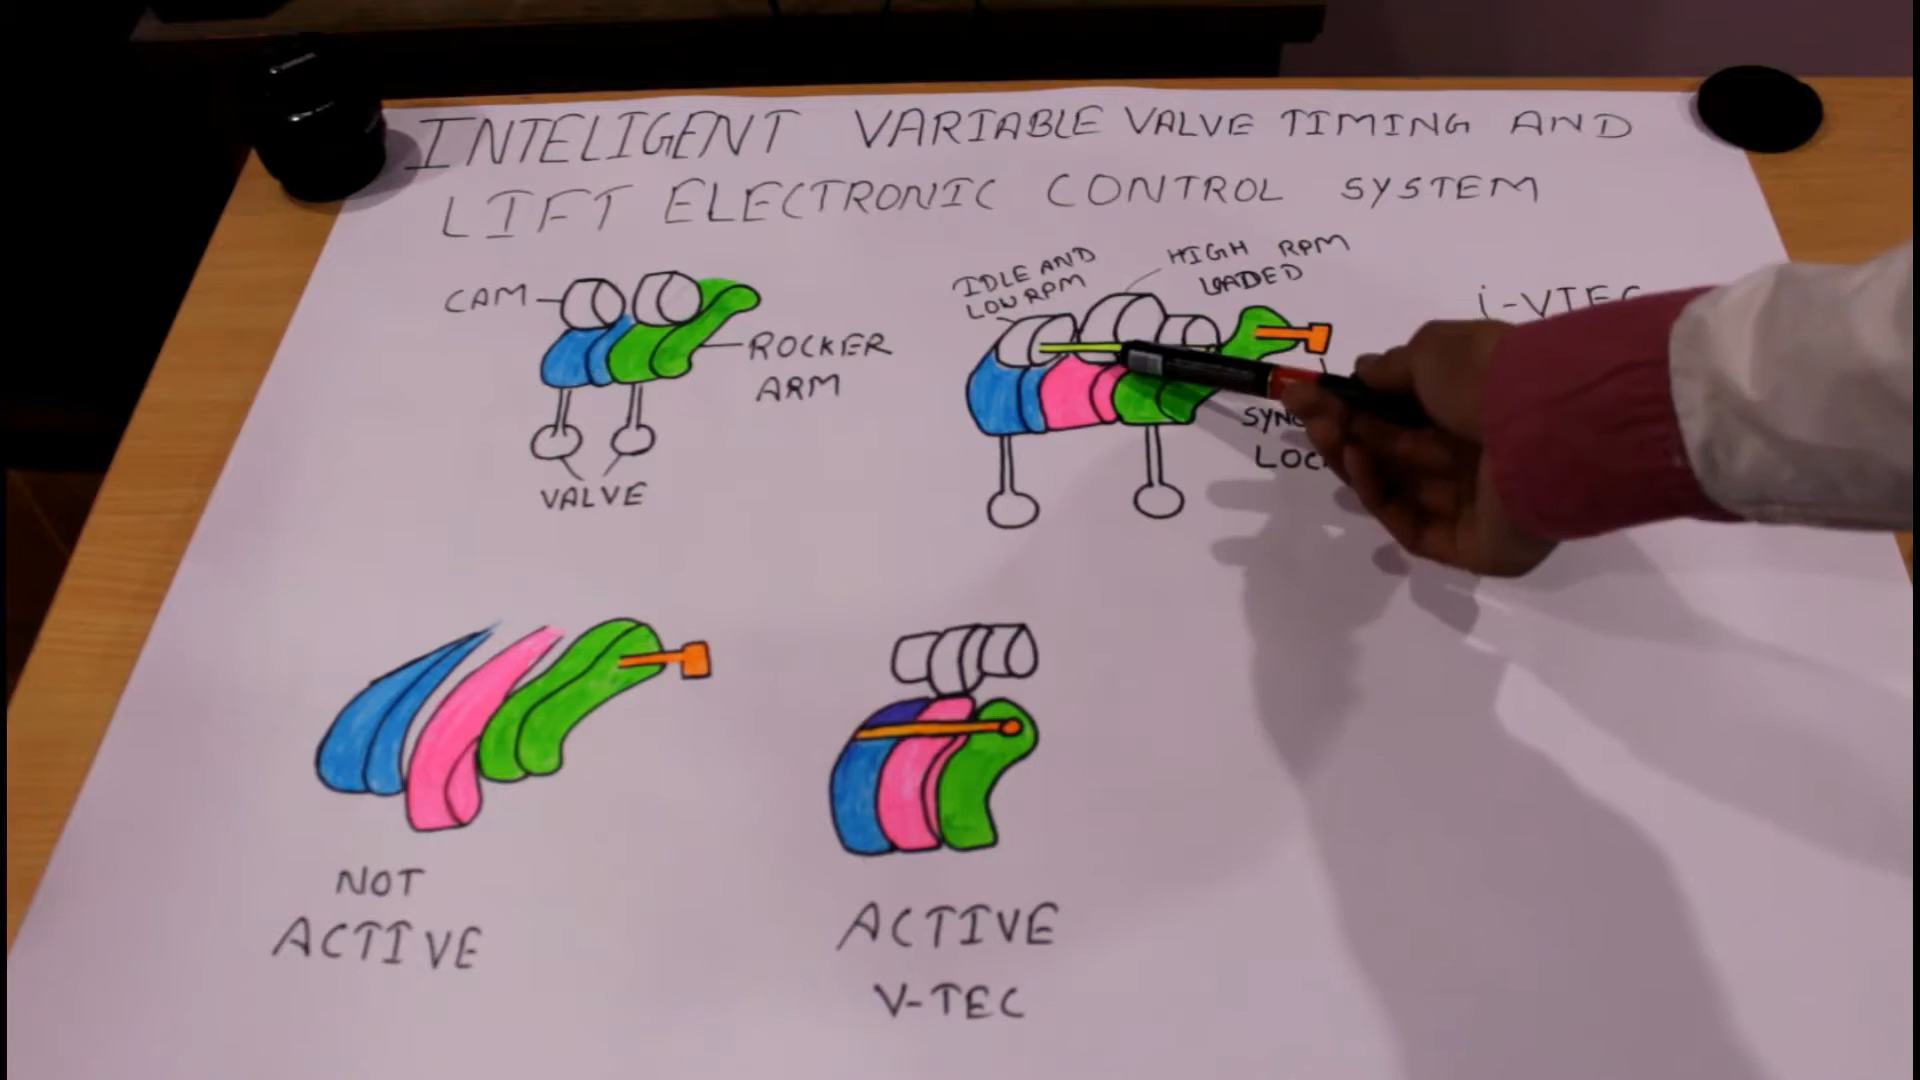 INTELIGENT VARIABLE VALVE TIMING AND
LIFT ELECTRONIC CONTROL SYSTEM
CAM
ROCKER
ARM
VALVE
IDLE AND
LOW RPM
HIGH RPM
LOADED
i-VTEC
NOT
ACTIVE
ACTIVE
V-TEC